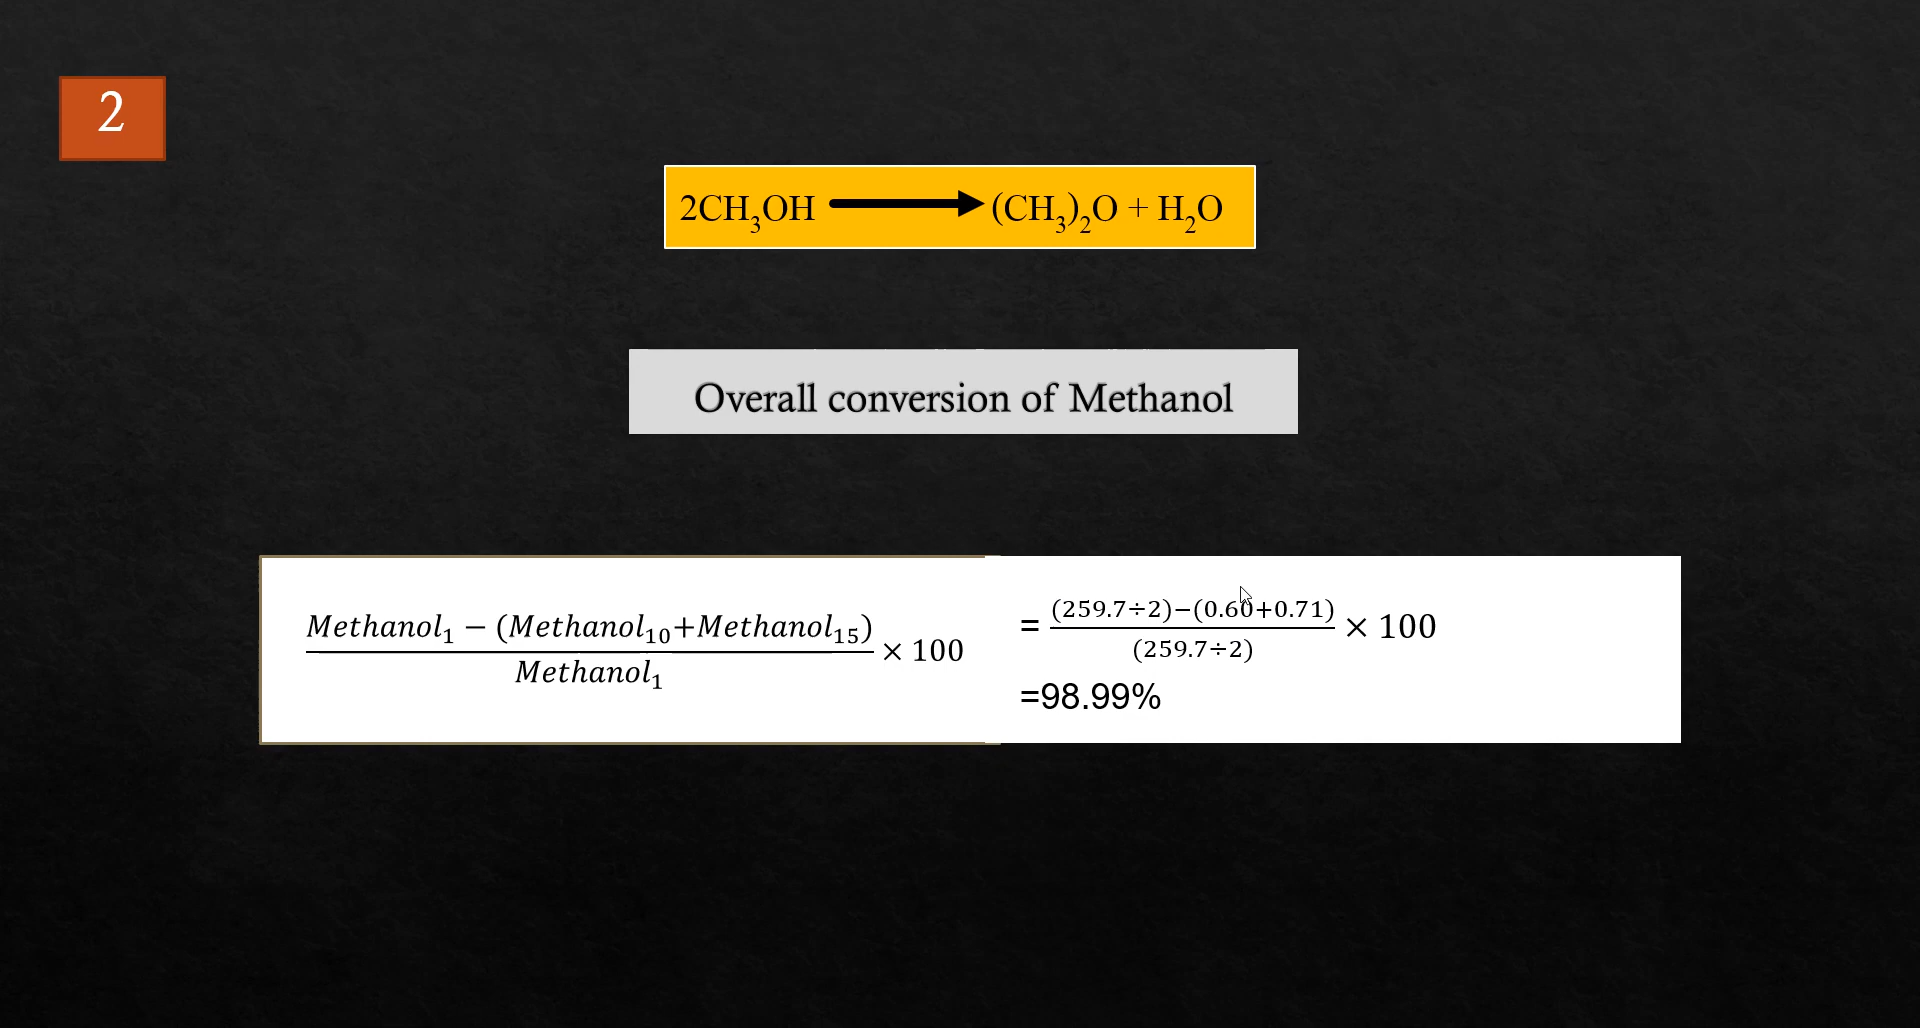 2
2CH₃OH → (CH₃)₂O + H₂O
Overall conversion of Methanol
Methanol₁ − (Methanol₁₀+Methanol₁₅)
Methanol₁
× 100
= (259.7÷2)−(0.60+0.71)
(259.7÷2)
× 100
=98.99%